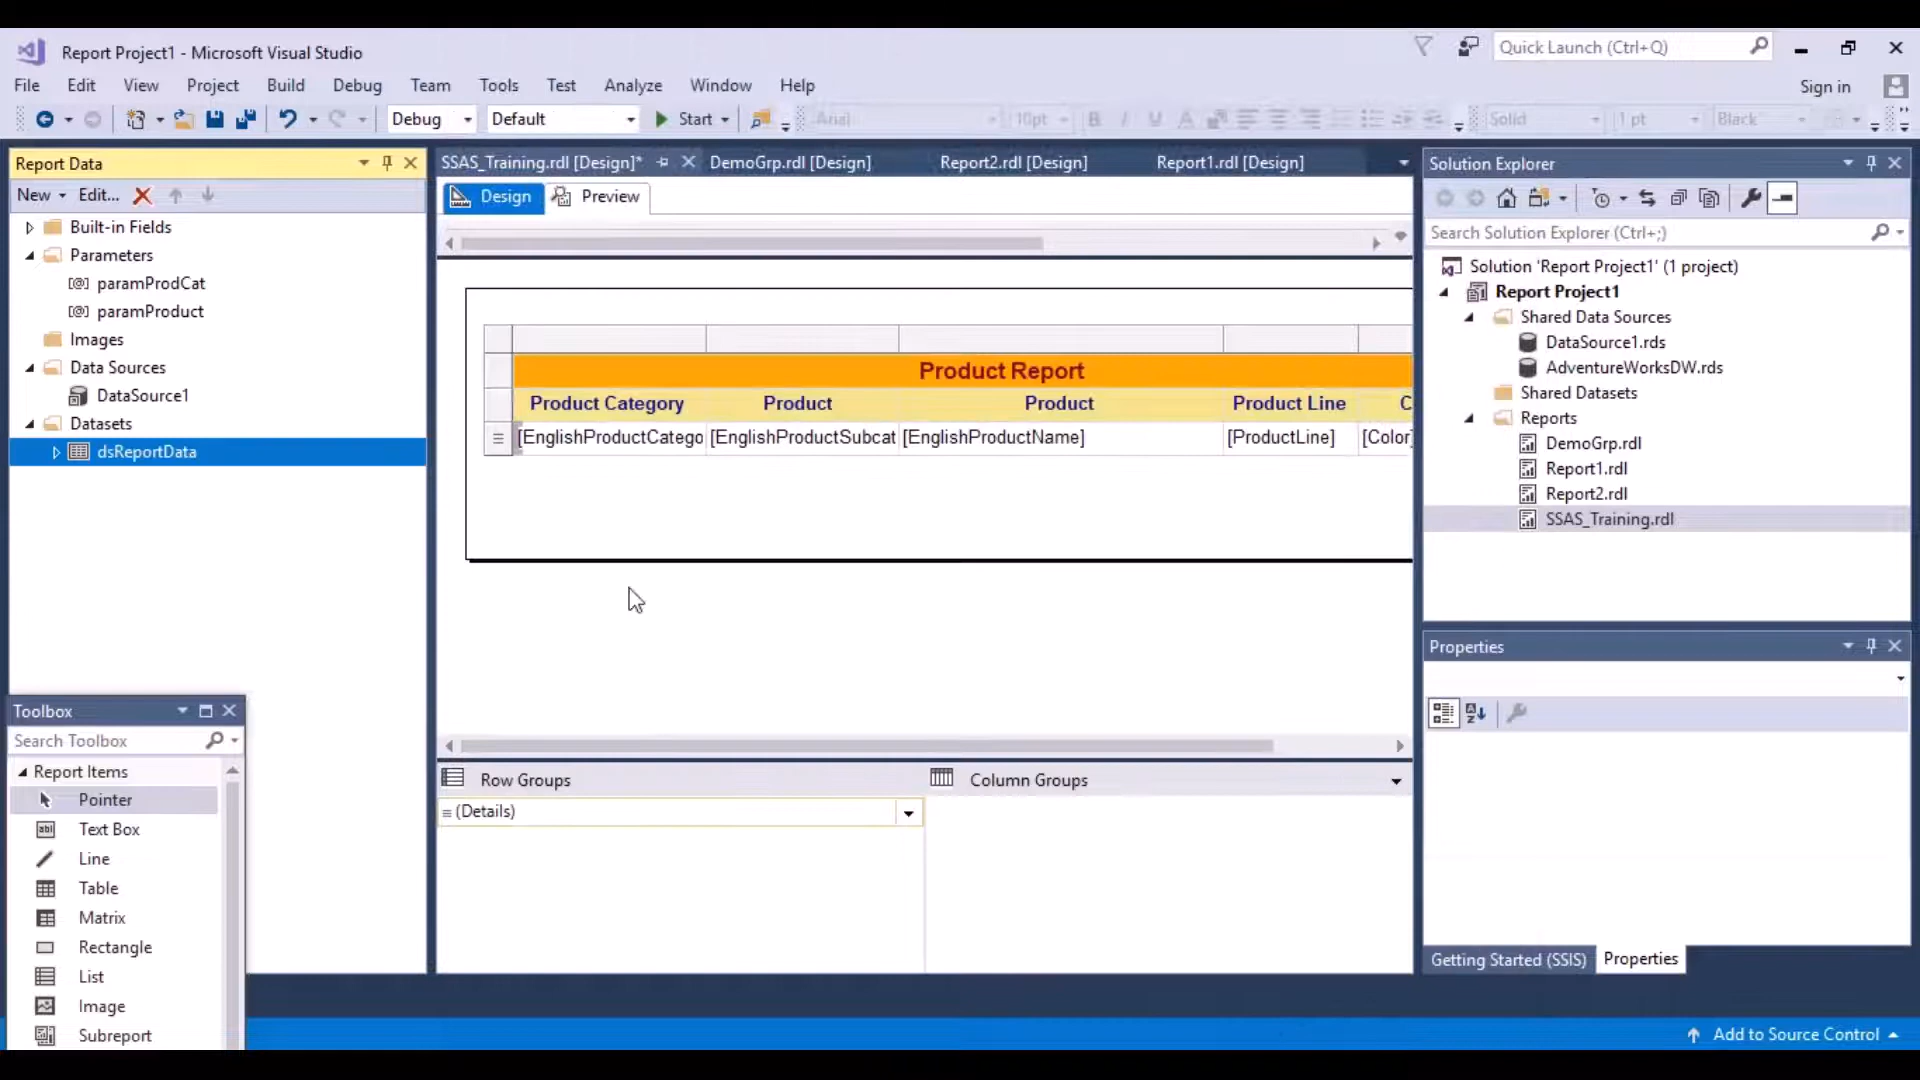 Report Project1 - Microsoft Visual Studio
Quick Launch (Ctrl+Q)
File Edit View Project Build Debug Team Tools Test Analyze Window Help
Sign in
Debug Default Start Arial 10pt B I U A Solid 1 pt Black
Report Data
New Edit...
Built-in Fields
Parameters
[@] paramProdCat
[@] paramProduct
Images
Data Sources
DataSource1
Datasets
dsReportData
Toolbox
Search Toolbox
Report Items
Pointer
abl Text Box
Line
Table
Matrix
Rectangle
List
Image
Subreport
SSAS_Training.rdl [Design]* DemoGrp.rdl [Design] Report2.rdl [Design] Report1.rdl [Design]
Design Preview
Product Report
Product Category Product Product Product Line C
[EnglishProductCatego [EnglishProductSubcat [EnglishProductName] [ProductLine] [Color]
Row Groups Column Groups
(Details)
Solution Explorer
Search Solution Explorer (Ctrl+;)
Solution 'Report Project1' (1 project)
Report Project1
Shared Data Sources
DataSource1.rds
AdventureWorksDW.rds
Shared Datasets
Reports
DemoGrp.rdl
Report1.rdl
Report2.rdl
SSAS_Training.rdl
Properties
Getting Started (SSIS) Properties
Add to Source Control